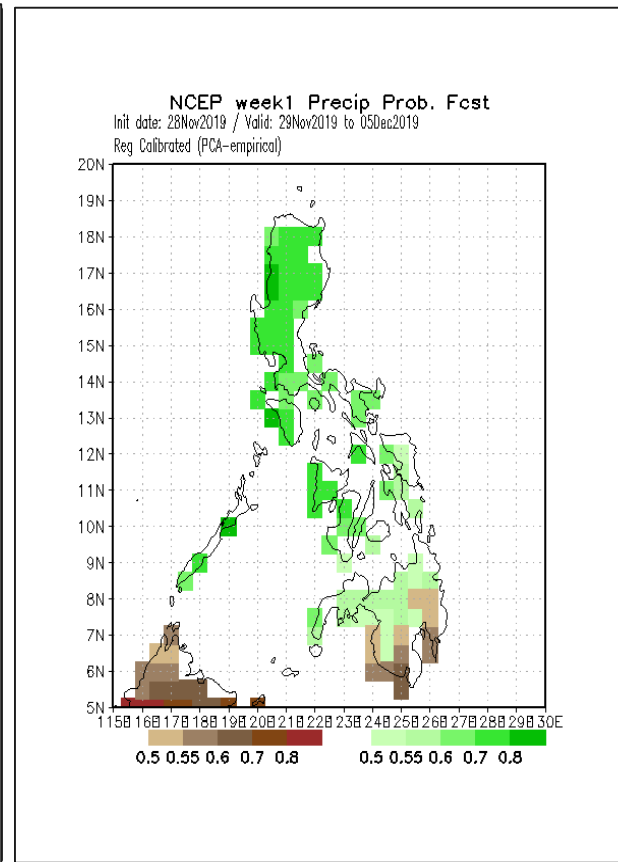 NCEP week1 Precip Prob. Fcst
Init date: 28Nov2019 / Valid: 29Nov2019 to 05Dec2019
Reg Calibrated (PCA-empirical)
20N
19N
18N
17N
16N
15N
14N
13N
12N
11N
10N
9N
8N
7N
6N
5N
30E
0.5 0.55 0.6 0.7 0.8
0.5 0.55 0.6 0.7 0.8